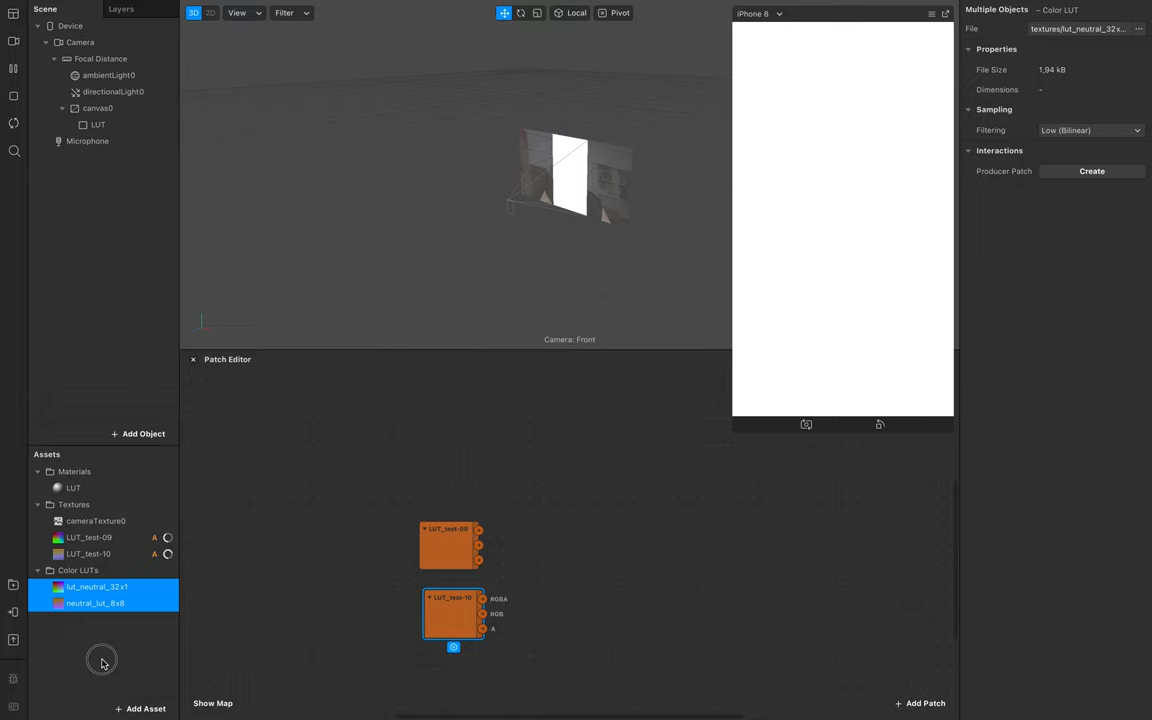 Scene
Layers
Device
Camera
Focal Distance
ambientLight0
directionalLight0
canvas0
LUT
Microphone
Add Object
Assets
Materials
LUT
Textures
cameraTexture0
LUT_test-09 A
LUT_test-10 A
Color LUTs
lut_neutral_32x1
neutral_lut_8x8
Add Asset
3D 2D View Filter Local Pivot
Camera: Front
iPhone 8
Patch Editor
LUT_test-09
LUT_test-10
RGBA
RGB
A
Show Map
Add Patch
Multiple Objects – Color LUT
File textures/lut_neutral_32x... ...
Properties
File Size 1,94 kB
Dimensions -
Sampling
Filtering Low (Bilinear)
Interactions
Producer Patch Create